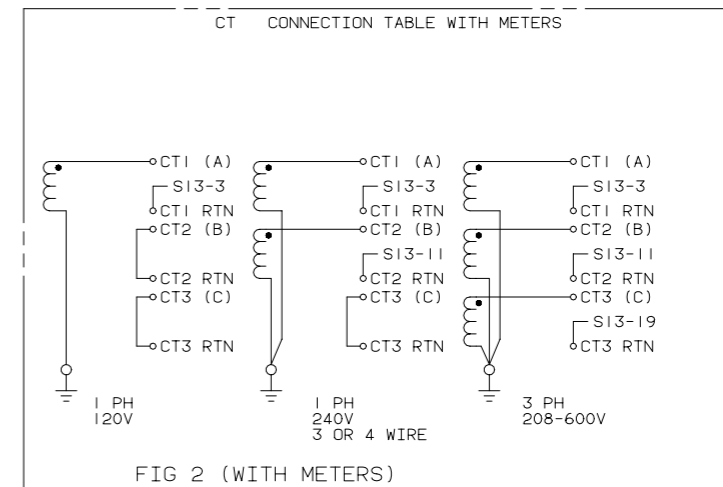 CT CONNECTION TABLE WITH METERS
CT1 (A)
S13-3
CT1 RTN
CT2 (B)
CT2 RTN
CT3 (C)
CT3 RTN
1 PH
120V
CT1 (A)
S13-3
CT1 RTN
CT2 (B)
S13-11
CT2 RTN
CT3 (C)
CT3 RTN
1 PH
240V
3 OR 4 WIRE
CT1 (A)
S13-3
CT1 RTN
CT2 (B)
S13-11
CT2 RTN
CT3 (C)
S13-19
CT3 RTN
3 PH
208-600V
FIG 2 (WITH METERS)